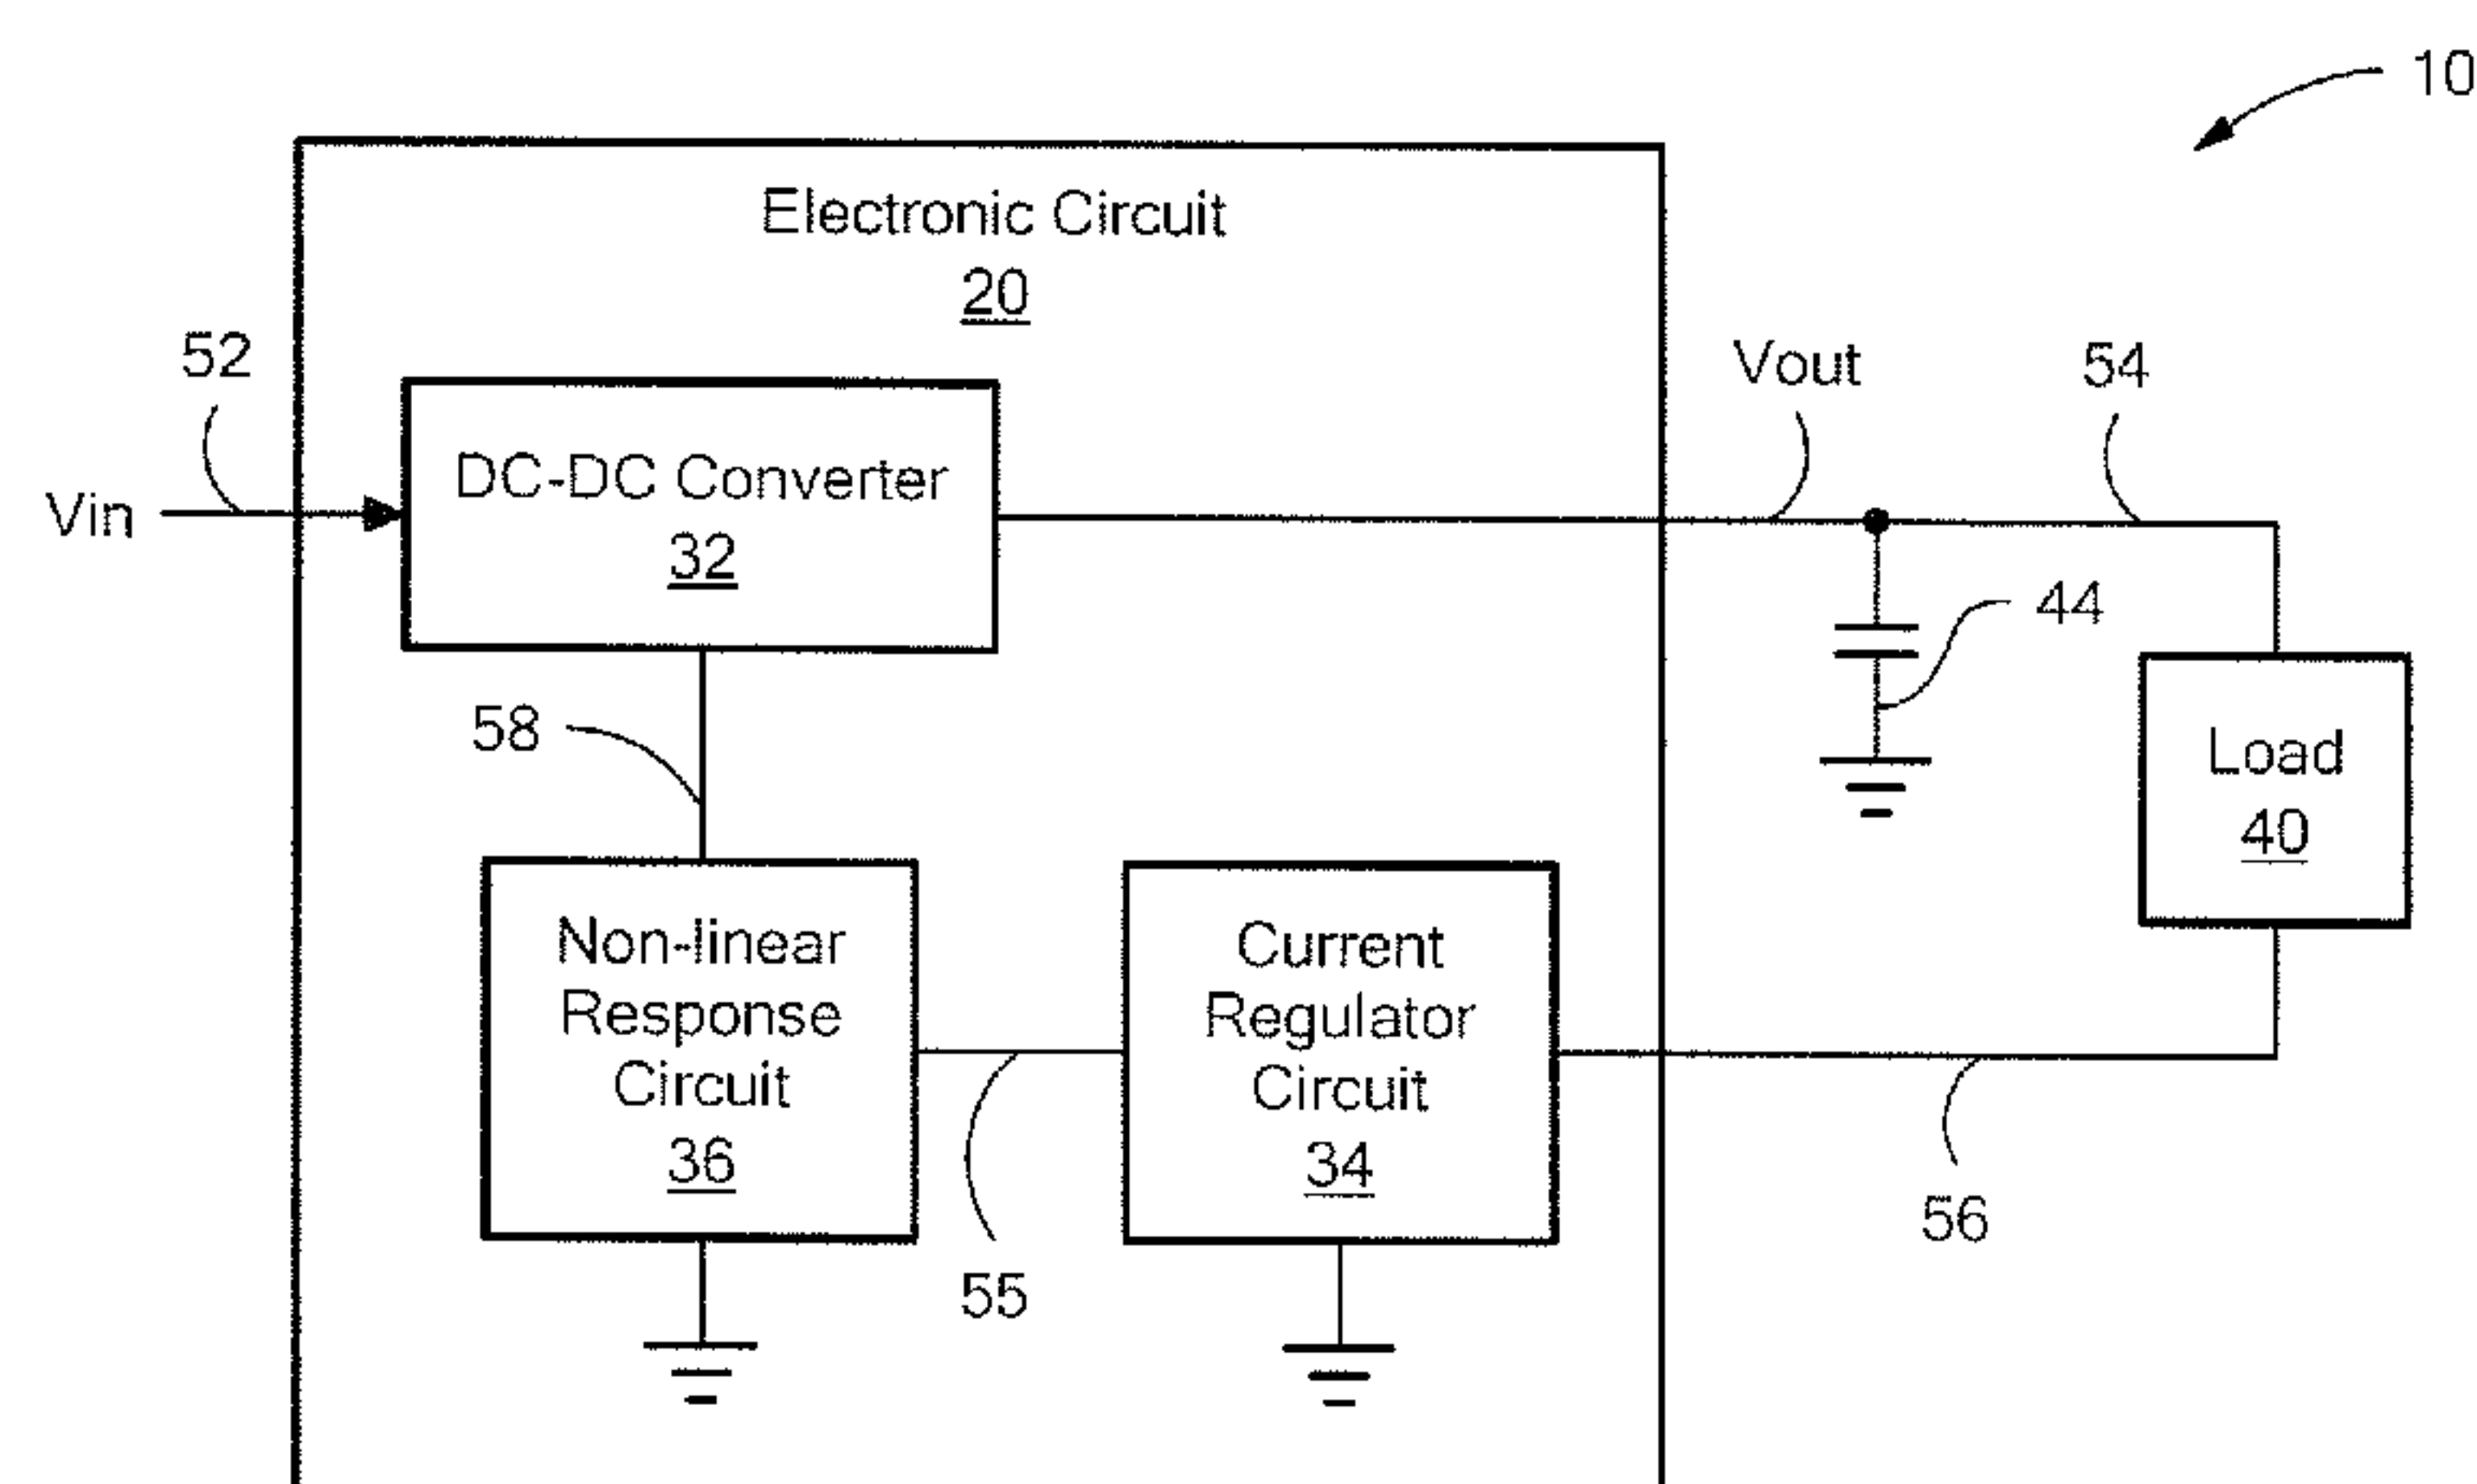 10
Electronic Circuit
20
52
Vout
54
Vin
DC-DC Converter
32
44
58
Load
40
Non-linear
Response
Circuit
36
Current
Regulator
Circuit
34
55
56